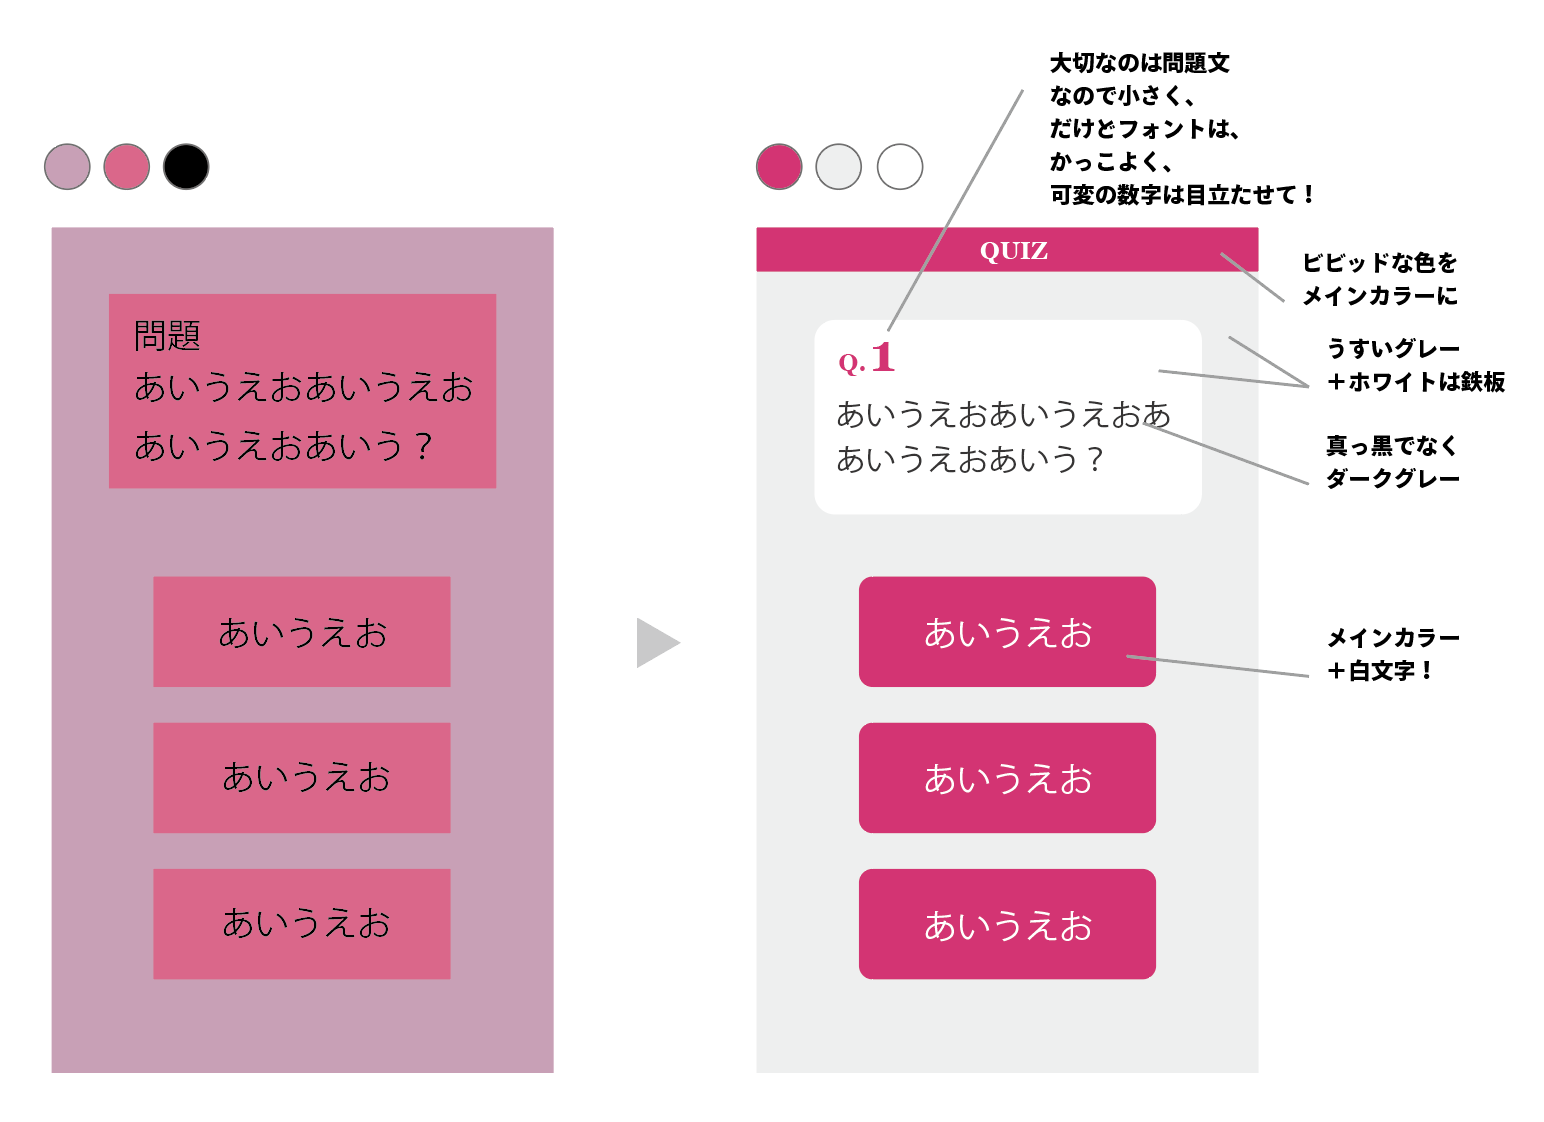 問題
あいうえおあいうえお
あいうえおあいう？
あいうえお
あいうえお
あいうえお
大切なのは問題文
なので小さく、
だけどフォントは、
かっこよく、
可変の数字は目立たせて！
QUIZ
Q.1
あいうえおあいうえおあ
あいうえおあいう？
あいうえお
あいうえお
あいうえお
ビビッドな色を
メインカラーに
うすいグレー
＋ホワイトは鉄板
真っ黒でなく
ダークグレー
メインカラー
＋白文字！